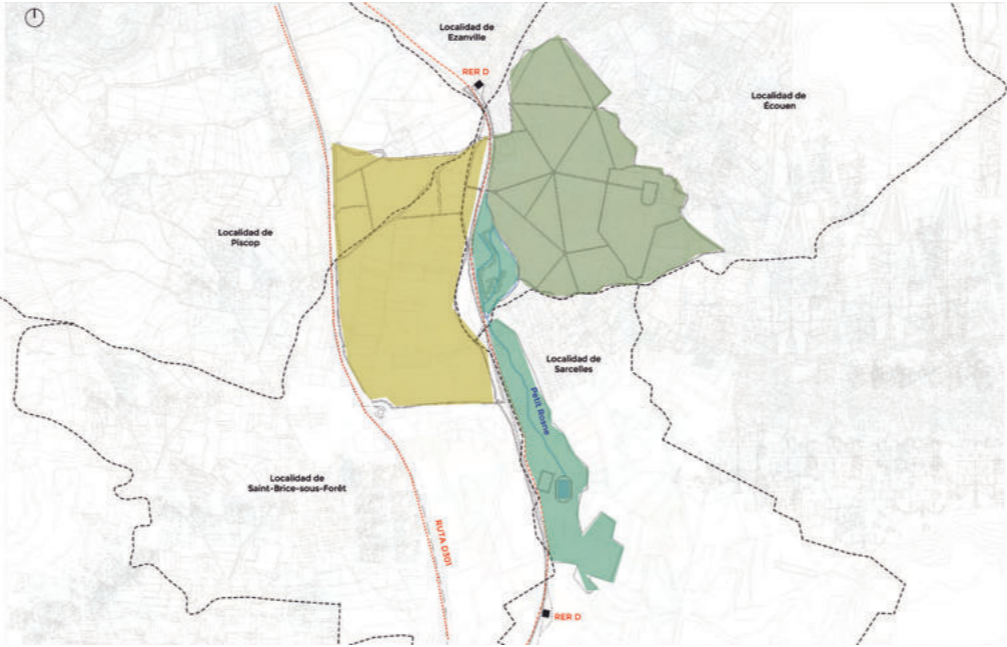 Localidad de
Ezanville
RER D
Localidad de
Écouen
Localidad de
Piscop
Localidad de
Sarcelles
Petit Rosne
Localidad de
Saint-Brice-sous-Forêt
RUTA D301
RER D